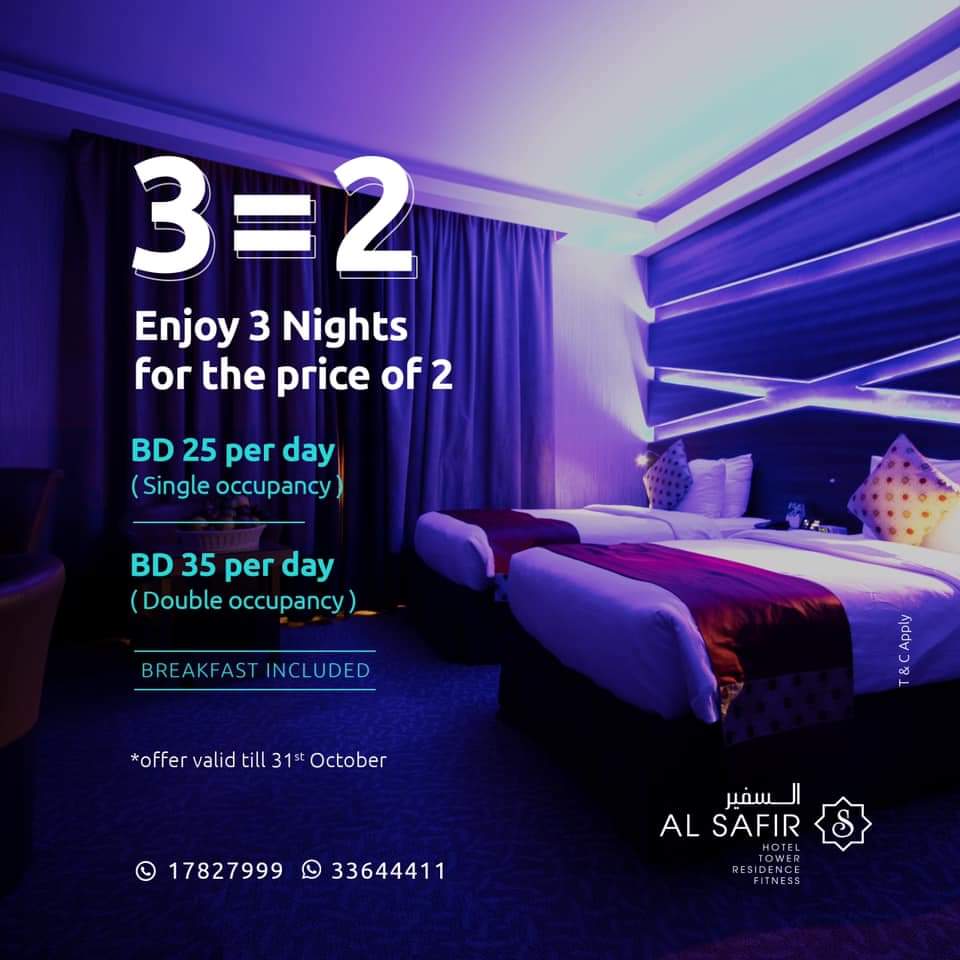 3=2
Enjoy 3 Nights
for the price of 2
BD 25 per day
( Single occupancy )
BD 35 per day
( Double occupancy )
BREAKFAST INCLUDED
*offer valid till 31st October
17827999 33644411
T & C Apply
السفير
AL SAFIR
HOTEL
TOWER
RESIDENCE
FITNESS
S